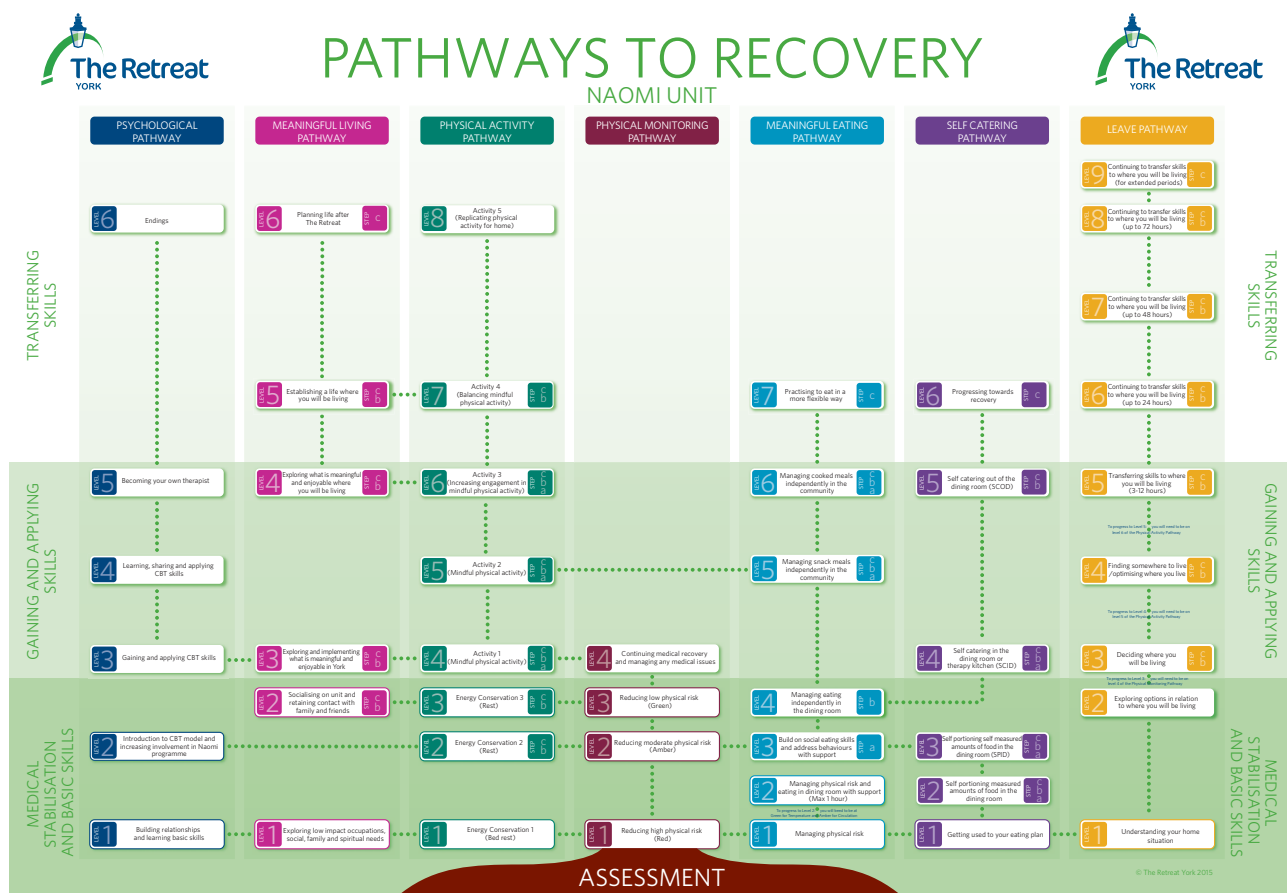 The Retreat
YORK
PATHWAYS TO RECOVERY
NAOMI UNIT
The Retreat
YORK
PSYCHOLOGICAL
PATHWAY
MEANINGFUL LIVING
PATHWAY
PHYSICAL ACTIVITY
PATHWAY
PHYSICAL MONITORING
PATHWAY
MEANINGFUL EATING
PATHWAY
SELF CATERING
PATHWAY
LEAVE PATHWAY
TRANSFERRING
SKILLS
GAINING AND APPLYING
SKILLS
MEDICAL
STABILISATION
AND BASIC SKILLS
LEVEL 6
Endings
LEVEL 5
Becoming your own therapist
LEVEL 4
Learning, sharing and applying
CBT skills
LEVEL 3
Gaining and applying CBT skills
LEVEL 2
Introduction to CBT model and
increasing involvement in Naomi
programme
LEVEL 1
Building relationships
and learning basic skills
LEVEL 6
Planning life after
The Retreat
STEP c
LEVEL 5
Establishing a life where
you will be living
STEP
LEVEL 4
Exploring what is meaningful
and enjoyable where
you will be living
STEP
LEVEL 3
Exploring and implementing
what is meaningful and
enjoyable in York
STEP
LEVEL 2
Socialising on unit and
retaining contact with
family and friends
STEP
LEVEL 1
Exploring low impact occupations,
social, family and spiritual needs
LEVEL 8
Activity 5
(Replicating physical
activity for home)
LEVEL 7
Activity 4
(Balancing mindful
physical activity)
STEP
LEVEL 6
Activity 3
(Increasing engagement in
mindful physical activity)
STEP
LEVEL 5
Activity 2
(Mindful physical activity)
STEP
LEVEL 4
Activity 1
(Mindful physical activity)
STEP
LEVEL 3
Energy Conservation 3
(Rest)
STEP
LEVEL 2
Energy Conservation 2
(Rest)
STEP
LEVEL 1
Energy Conservation 1
(Bed rest)
LEVEL 4
Continuing medical recovery
and managing any medical issues
LEVEL 3
Reducing low physical risk
(Green)
LEVEL 2
Reducing moderate physical risk
(Amber)
LEVEL 1
Reducing high physical risk
(Red)
LEVEL 7
Practising to eat in a
more flexible way
STEP c
LEVEL 6
Managing cooked meals
independently in the
community
STEP
LEVEL 5
Managing snack meals
independently in the
community
STEP
LEVEL 4
Managing eating
independently in
the dining room
STEP b
LEVEL 3
Build on social eating skills
and address behaviours
with support
STEP a
LEVEL 2
Managing physical risk and
eating in dining room with support
(Max 1 hour)
LEVEL 1
Managing physical risk
LEVEL 6
Progressing towards
recovery
STEP c
LEVEL 5
Self catering out of the
dining room (SCOD)
STEP
LEVEL 4
Self catering in the
dining room or
therapy kitchen (SCID)
STEP
LEVEL 3
Self portioning self measured
amounts of food in the
dining room (SPID)
STEP
LEVEL 2
Self portioning measured
amounts of food in the
dining room
STEP
LEVEL 1
Getting used to your eating plan
LEVEL 9
Continuing to transfer skills
to where you will be living
(for extended periods)
STEP c
LEVEL 8
Continuing to transfer skills
to where you will be living
(up to 72 hours)
STEP
LEVEL 7
Continuing to transfer skills
to where you will be living
(up to 48 hours)
STEP
LEVEL 6
Continuing to transfer skills
to where you will be living
(up to 24 hours)
STEP
LEVEL 5
Transferring skills to where
you will be living
(3-12 hours)
STEP
LEVEL 4
Finding somewhere to live
/optimising where you live
STEP
LEVEL 3
Deciding where you
will be living
STEP
LEVEL 2
Exploring options in relation
to where you will be living
LEVEL 1
Understanding your home
situation
TRANSFERRING
SKILLS
GAINING AND APPLYING
SKILLS
MEDICAL
STABILISATION
AND BASIC SKILLS
ASSESSMENT
© The Retreat York 2015